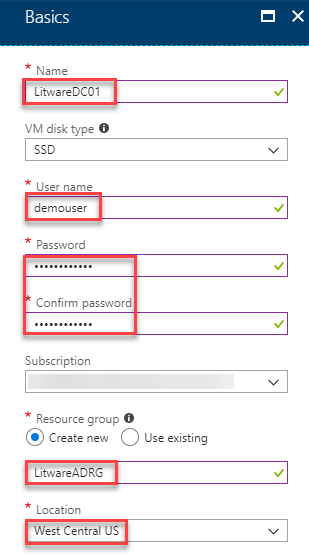 Basics
* Name
LitwareDC01
VM disk type
SSD
* User name
demouser
* Password
••••••••••••
* Confirm password
••••••••••••
Subscription
* Resource group
Create new Use existing
LitwareADRG
* Location
West Central US